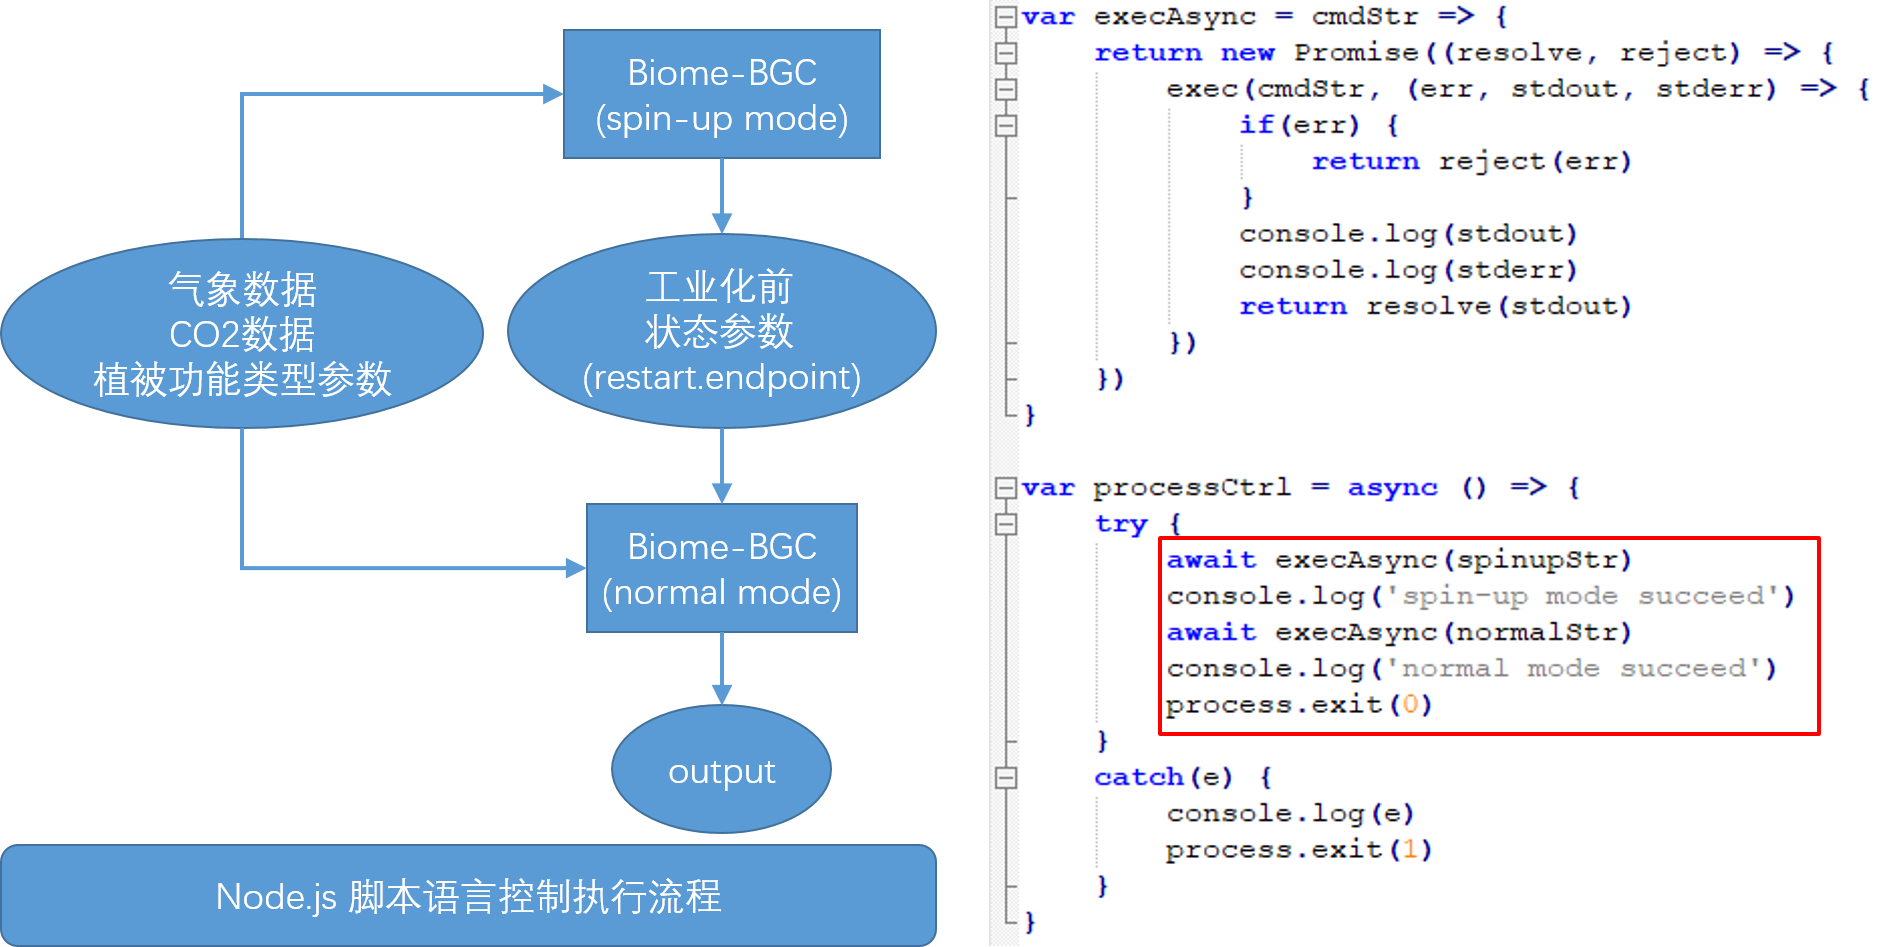 Biome-BGC
(spin-up mode)
气象数据
CO2数据
植被功能类型参数
工业化前
状态参数
(restart.endpoint)
Biome-BGC
(normal mode)
output
Node.js 脚本语言控制执行流程
var execAsync = cmdStr => {
return new Promise((resolve, reject) => {
exec(cmdStr, (err, stdout, stderr) => {
if(err) {
return reject(err)
}
console.log(stdout)
console.log(stderr)
return resolve(stdout)
})
})
}
var processCtrl = async () => {
try {
await execAsync(spinupStr)
console.log('spin-up mode succeed')
await execAsync(normalStr)
console.log('normal mode succeed')
process.exit(0)
}
catch(e) {
console.log(e)
process.exit(1)
}
}